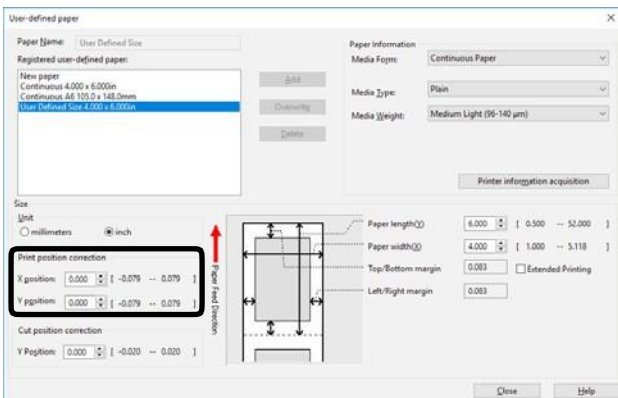 User-defined paper
Paper Name: User Defined Size
Registered user-defined paper:
New paper
Continuous 4.000 x 6.000in
Continuous A6 105.0 x 148.0mm
User Defined Size 4.000 x 6.000in
Add
Overwrite
Delete
Paper Information
Media Form: Continuous Paper
Media Type: Plain
Media Weight: Medium Light (96-140 μm)
Printer information acquisition
Size
Unit
millimeters inch
Print position correction
X position: 0.000 [ -0.079 -- 0.079 ]
Y position: 0.000 [ -0.079 -- 0.079 ]
Cut position correction
Y Position: 0.000 [ -0.020 -- 0.020 ]
Paper Feed Direction
Paper length(Y) 6.000 [ 0.500 -- 52.000 ]
Paper width(X) 4.000 [ 1.000 -- 5.118 ]
Top/Bottom margin 0.083 Extended Printing
Left/Right margin 0.083
Close Help